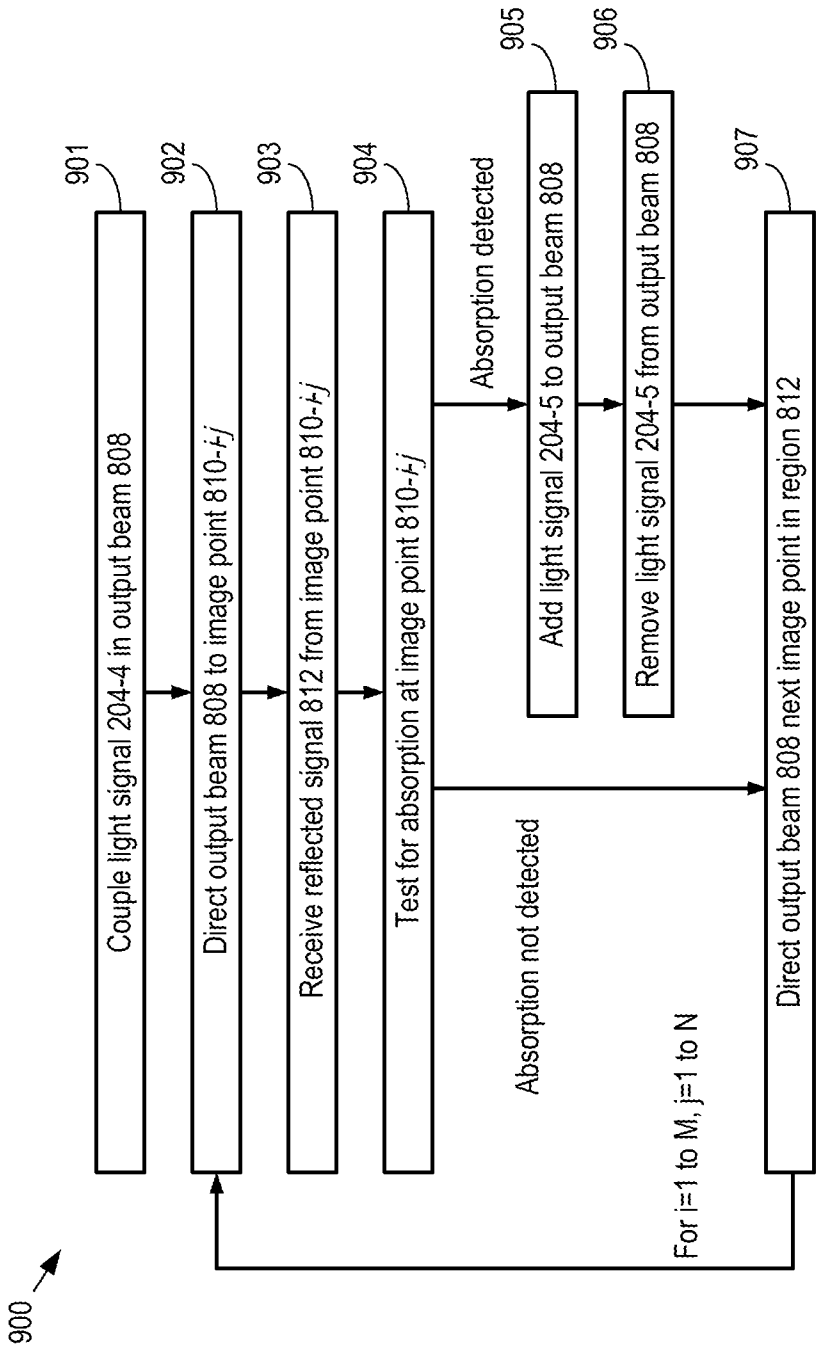 900
Couple light signal 204-4 in output beam 808
901
Direct output beam 808 to image point 810-i-j
902
Receive reflected signal 812 from image point 810-i-j
903
Test for absorption at image point 810-i-j
904
Absorption detected
Absorption not detected
Add light signal 204-5 to output beam 808
905
Remove light signal 204-5 from output beam 808
906
For i=1 to M, j=1 to N
Direct output beam 808 next image point in region 812
907